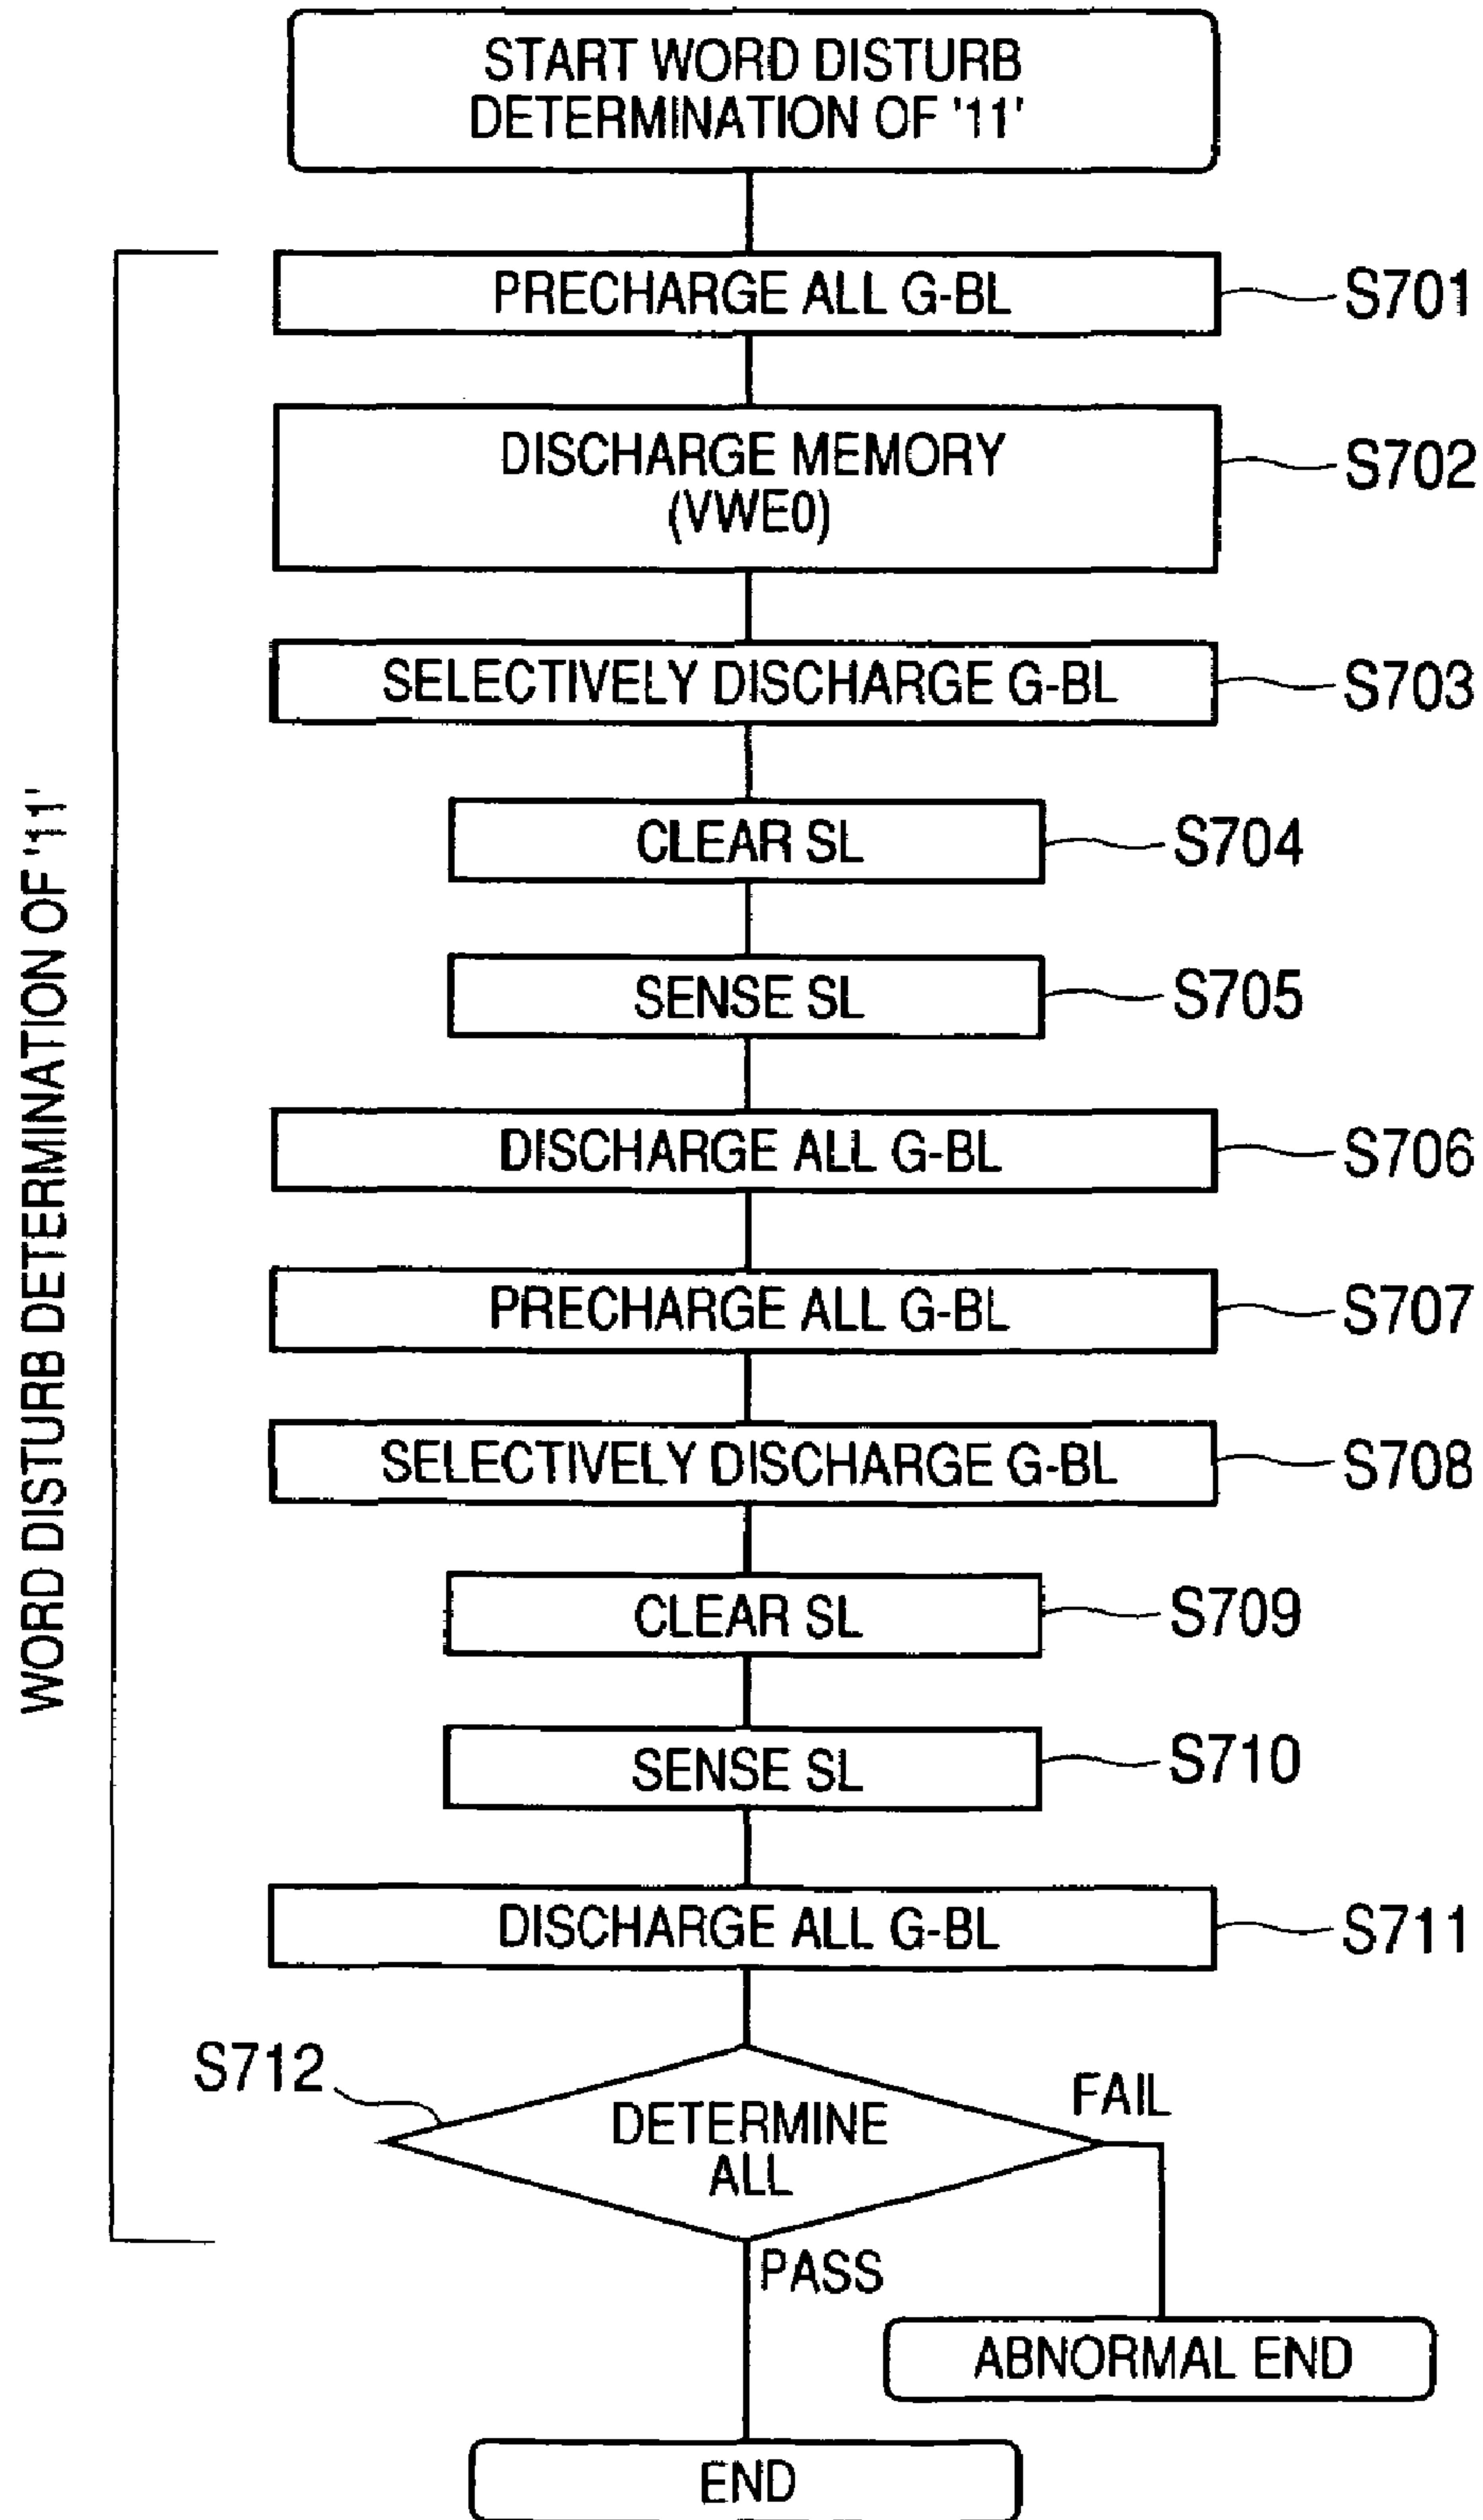 START WORD DISTURB
DETERMINATION OF '11'
WORD DISTURB DETERMINATION OF '11'
PRECHARGE ALL G-BL
S701
DISCHARGE MEMORY
(VWE0)
S702
SELECTIVELY DISCHARGE G-BL
S703
CLEAR SL
S704
SENSE SL
S705
DISCHARGE ALL G-BL
S706
PRECHARGE ALL G-BL
S707
SELECTIVELY DISCHARGE G-BL
S708
CLEAR SL
S709
SENSE SL
S710
DISCHARGE ALL G-BL
S711
S712
DETERMINE
ALL
FAIL
PASS
ABNORMAL END
END